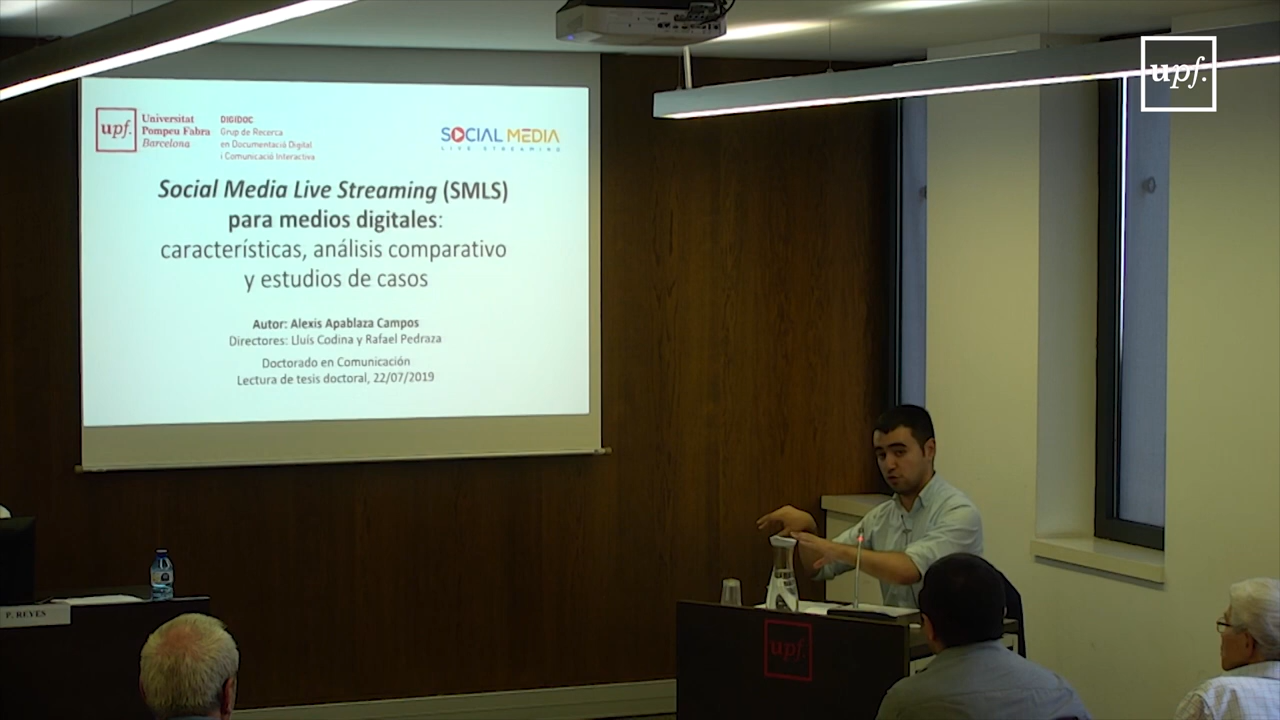 upf.
upf.
Universitat
Pompeu Fabra
Barcelona
DIGIDOC
Grup de Recerca
en Documentació Digital
i Comunicació Interactiva
SOCIAL MEDIA
LIVE STREAMING
Social Media Live Streaming (SMLS)
para medios digitales:
características, análisis comparativo
y estudios de casos
Autor: Alexis Apablaza Campos
Directores: Lluís Codina y Rafael Pedraza
Doctorado en Comunicación
Lectura de tesis doctoral, 22/07/2019
P. REYES
upf.